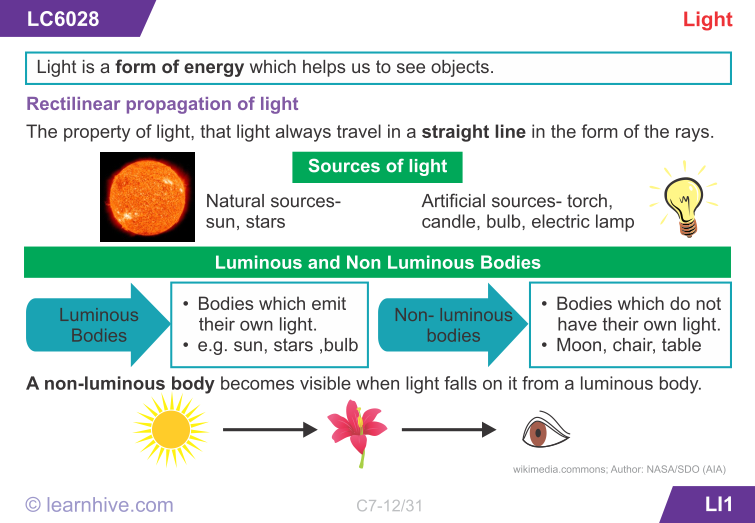 LC6028
Light
Light is a form of energy which helps us to see objects.
Rectilinear propagation of light
The property of light, that light always travel in a straight line in the form of the rays.
Sources of light
Natural sources-
sun, stars
Artificial sources- torch,
candle, bulb, electric lamp
Luminous and Non Luminous Bodies
Luminous
Bodies
• Bodies which emit
their own light.
• e.g. sun, stars ,bulb
Non- luminous
bodies
• Bodies which do not
have their own light.
• Moon, chair, table
A non-luminous body becomes visible when light falls on it from a luminous body.
wikimedia.commons; Author: NASA/SDO (AIA)
© learnhive.com
C7-12/31
LI1